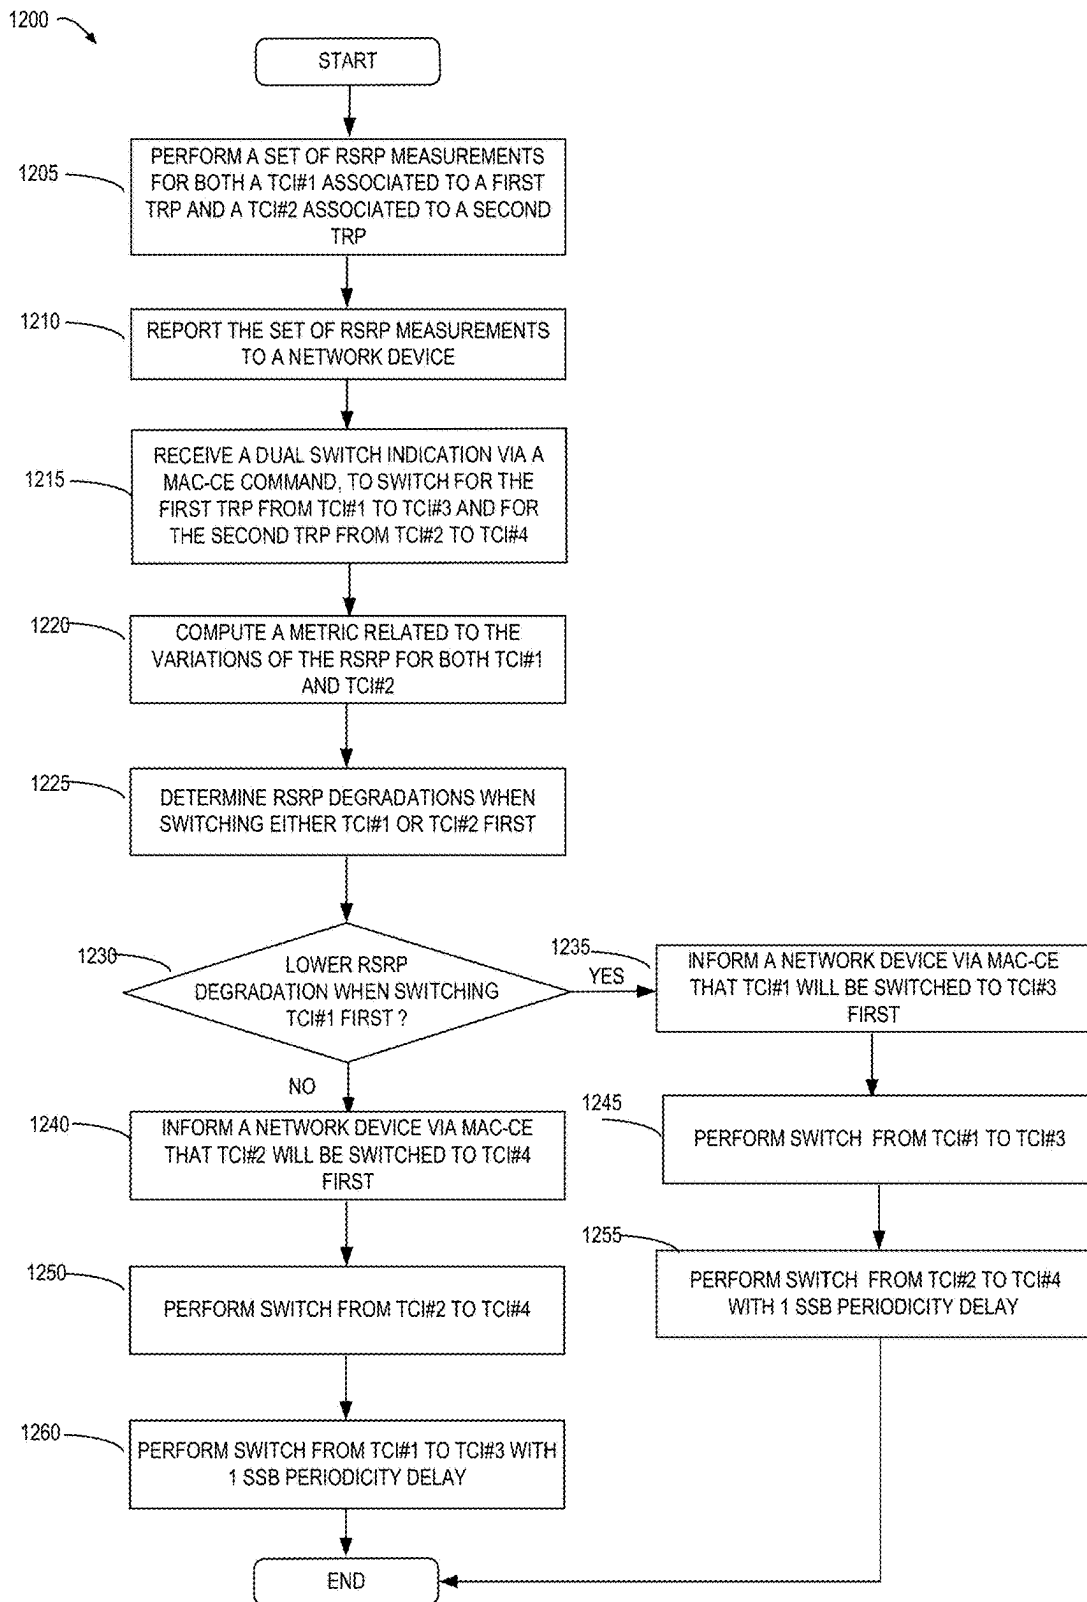 1200
START
1205
PERFORM A SET OF RSRP MEASUREMENTS
FOR BOTH A TCI#1 ASSOCIATED TO A FIRST
TRP AND A TCI#2 ASSOCIATED TO A SECOND
TRP
1210
REPORT THE SET OF RSRP MEASUREMENTS
TO A NETWORK DEVICE
1215
RECEIVE A DUAL SWITCH INDICATION VIA A
MAC-CE COMMAND, TO SWITCH FOR THE
FIRST TRP FROM TCI#1 TO TCI#3 AND FOR
THE SECOND TRP FROM TCI#2 TO TCI#4
1220
COMPUTE A METRIC RELATED TO THE
VARIATIONS OF THE RSRP FOR BOTH TCI#1
AND TCI#2
1225
DETERMINE RSRP DEGRADATIONS WHEN
SWITCHING EITHER TCI#1 OR TCI#2 FIRST
1230
LOWER RSRP
DEGRADATION WHEN SWITCHING
TCI#1 FIRST ?
YES
NO
1235
INFORM A NETWORK DEVICE VIA MAC-CE
THAT TCI#1 WILL BE SWITCHED TO TCI#3
FIRST
1240
INFORM A NETWORK DEVICE VIA MAC-CE
THAT TCI#2 WILL BE SWITCHED TO TCI#4
FIRST
1245
PERFORM SWITCH FROM TCI#1 TO TCI#3
1250
PERFORM SWITCH FROM TCI#2 TO TCI#4
1255
PERFORM SWITCH FROM TCI#2 TO TCI#4
WITH 1 SSB PERIODICITY DELAY
1260
PERFORM SWITCH FROM TCI#1 TO TCI#3 WITH
1 SSB PERIODICITY DELAY
END